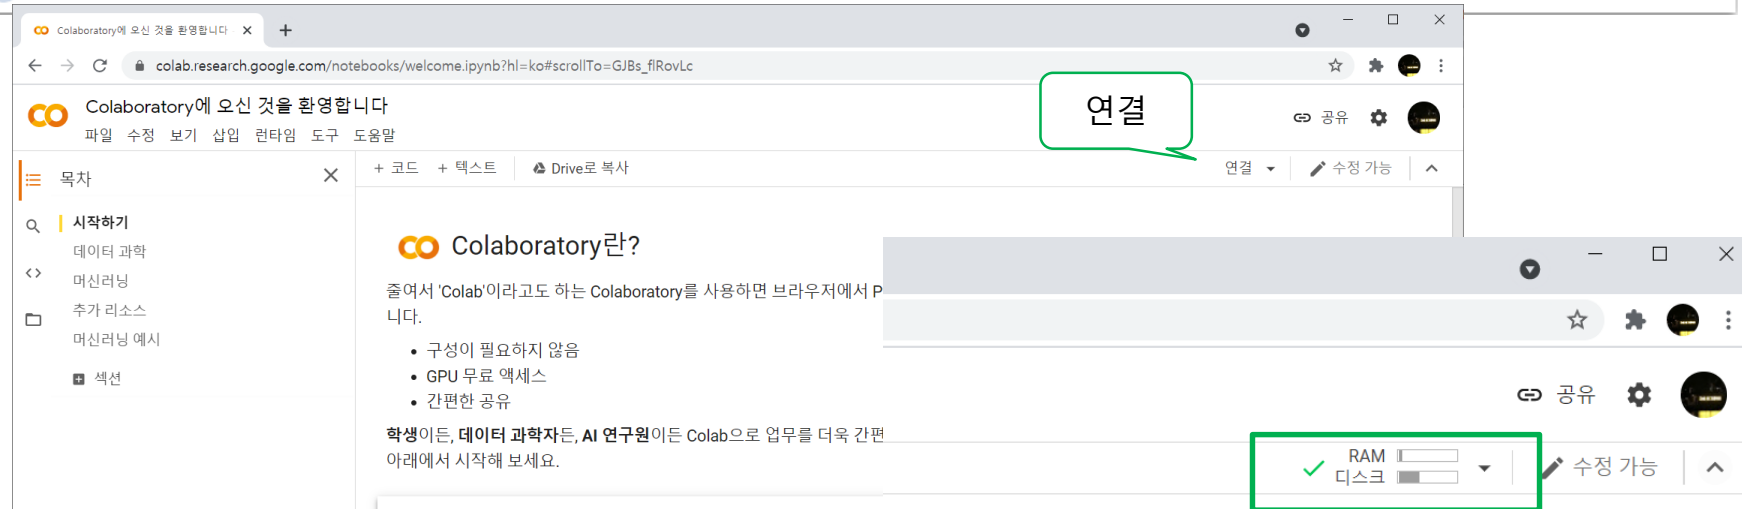 Colaboratory에 오신 것을 환영합니다
colab.research.google.com/notebooks/welcome.ipynb?hl=ko#scrollTo=GJBs_flRovLc
Colaboratory에 오신 것을 환영합니다
연결
공유
파일 수정 보기 삽입 런타임 도구 도움말
목차
+ 코드 + 텍스트 Drive로 복사
연결 수정 가능
시작하기
데이터 과학
머신러닝
추가 리소스
머신러닝 예시
섹션
Colaboratory란?
줄여서 'Colab'이라고도 하는 Colaboratory를 사용하면 브라우저에서 P
니다.
• 구성이 필요하지 않음
• GPU 무료 액세스
• 간편한 공유
학생이든, 데이터 과학자든, AI 연구원이든 Colab으로 업무를 더욱 간편
아래에서 시작해 보세요.
공유
RAM
디스크
수정 가능